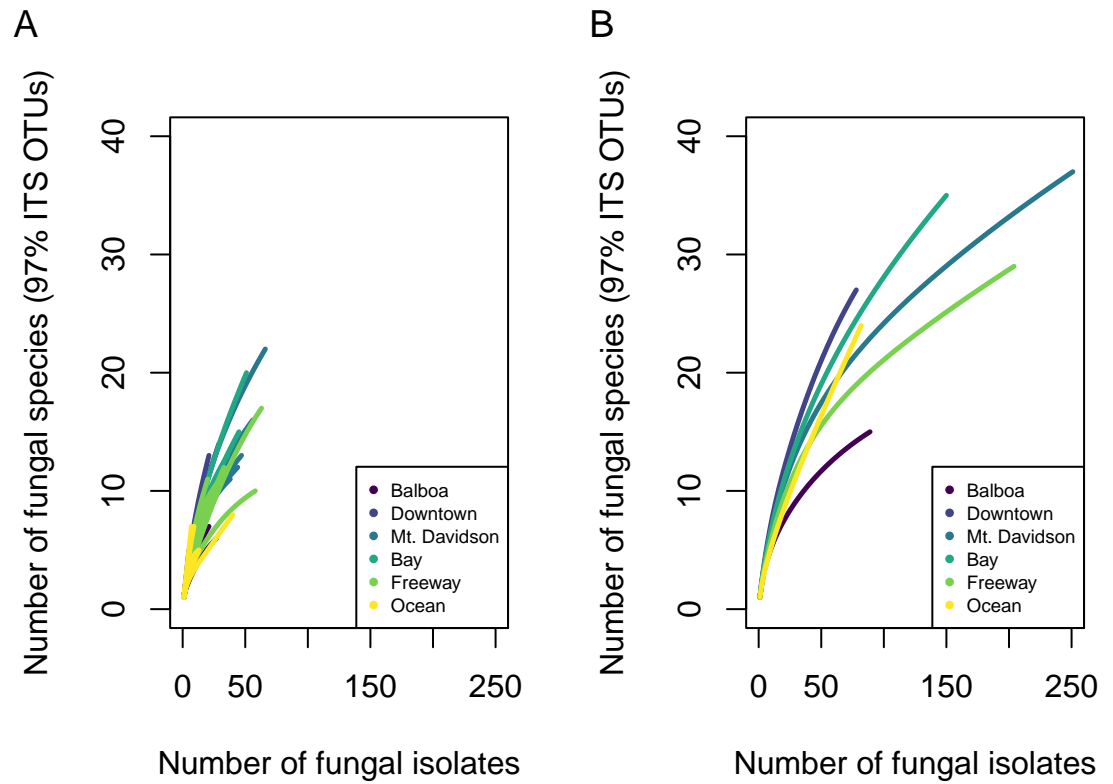 A
Number of fungal species (97% ITS OTUs)
40
30
20
10
0
Balboa
Downtown
Mt. Davidson
Bay
Freeway
Ocean
0 50 150 250
Number of fungal isolates
B
Number of fungal species (97% ITS OTUs)
40
30
20
10
0
Balboa
Downtown
Mt. Davidson
Bay
Freeway
Ocean
0 50 150 250
Number of fungal isolates